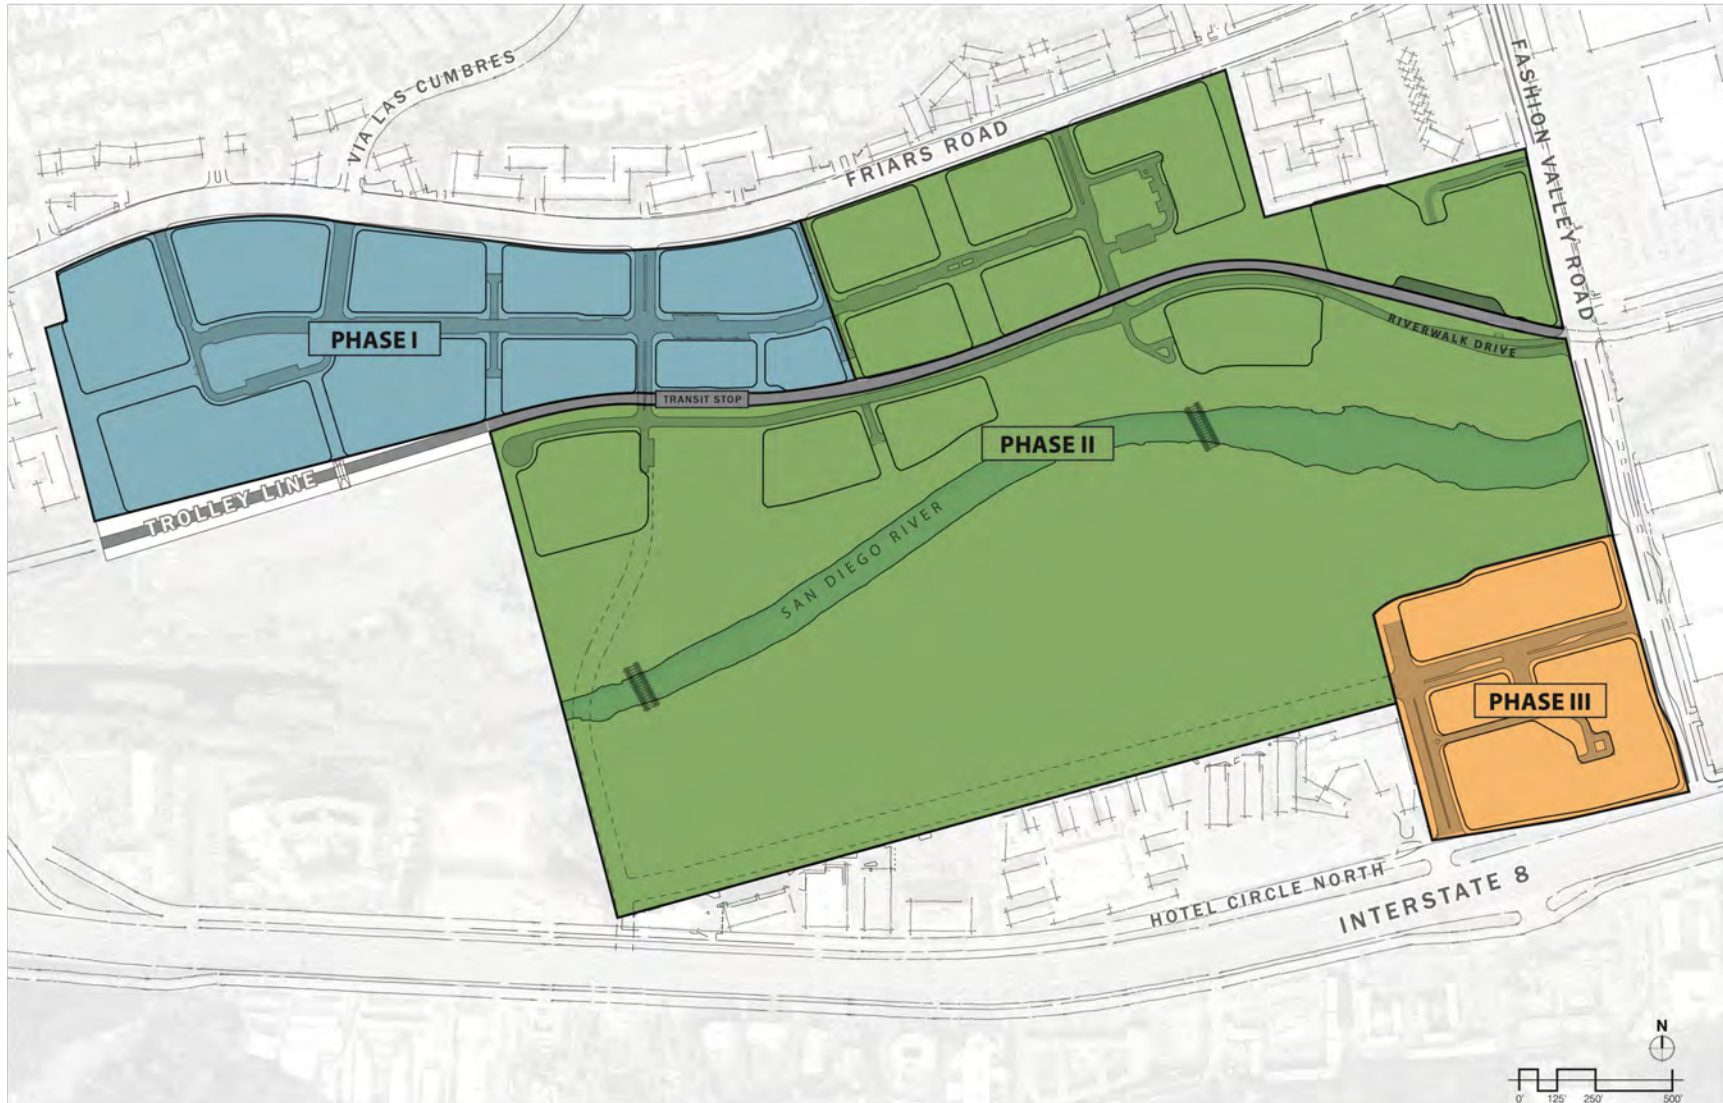 VIA LAS CUMBRES
FASHION VALLEY ROAD
FRIARS ROAD
PHASE I
RIVERWALK DRIVE
TRANSIT STOP
PHASE II
TROLLEY LINE
SAN DIEGO RIVER
PHASE III
HOTEL CIRCLE NORTH
INTERSTATE 8
N
0' 125' 250' 500'